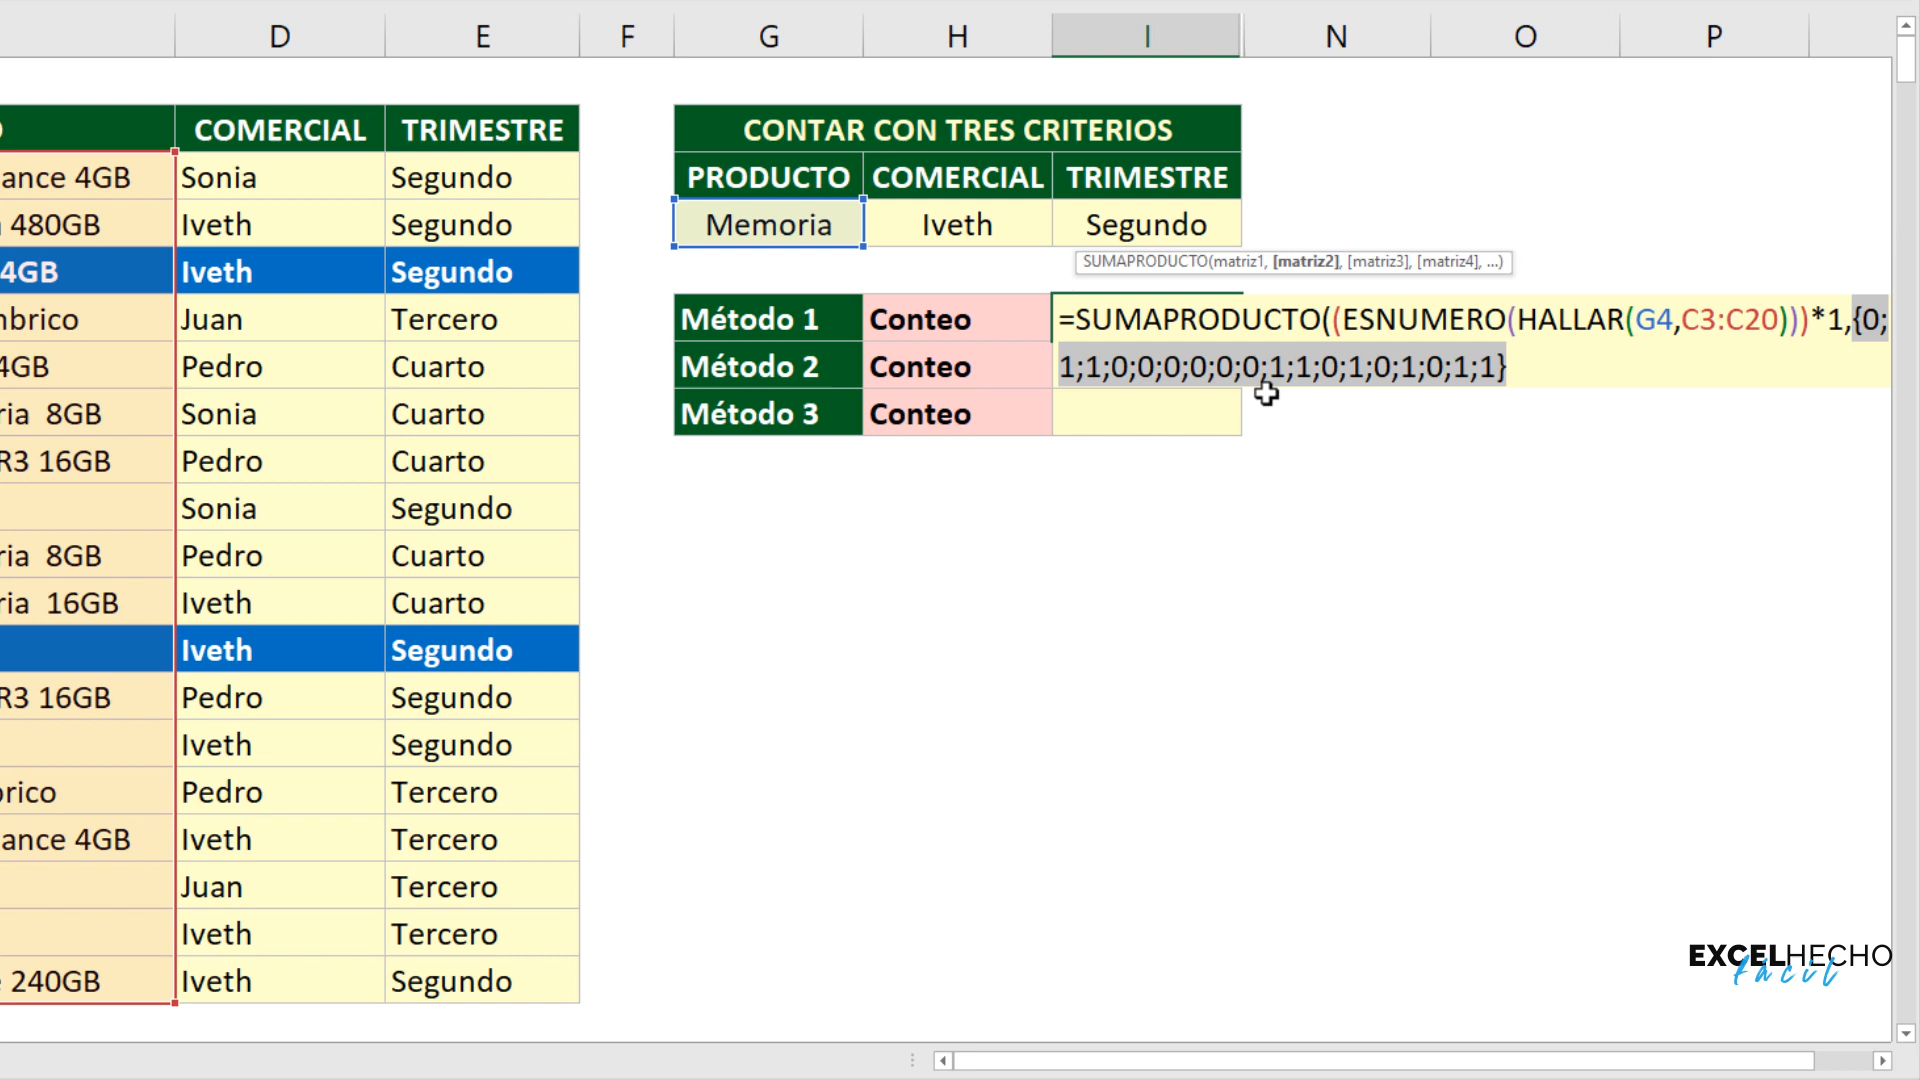 D E F G H I N O P
COMERCIAL TRIMESTRE
ance 4GB Sonia Segundo
480GB Iveth Segundo
4GB Iveth Segundo
nbrico Juan Tercero
4GB Pedro Cuarto
ria 8GB Sonia Cuarto
R3 16GB Pedro Cuarto
Sonia Segundo
ria 8GB Pedro Cuarto
ria 16GB Iveth Cuarto
Iveth Segundo
R3 16GB Pedro Segundo
Iveth Segundo
brico Pedro Tercero
ance 4GB Iveth Tercero
Juan Tercero
Iveth Tercero
240GB Iveth Segundo
CONTAR CON TRES CRITERIOS
PRODUCTO COMERCIAL TRIMESTRE
Memoria Iveth Segundo
SUMAPRODUCTO(matriz1, [matriz2], [matriz3], [matriz4], ...)
Método 1 Conteo =SUMAPRODUCTO((ESNUMERO(HALLAR(G4,C3:C20)))*1,{0;
Método 2 Conteo 1;1;0;0;0;0;0;0;1;1;0;1;0;1;0;1;1}
Método 3 Conteo
EXCELHECHO
fácil